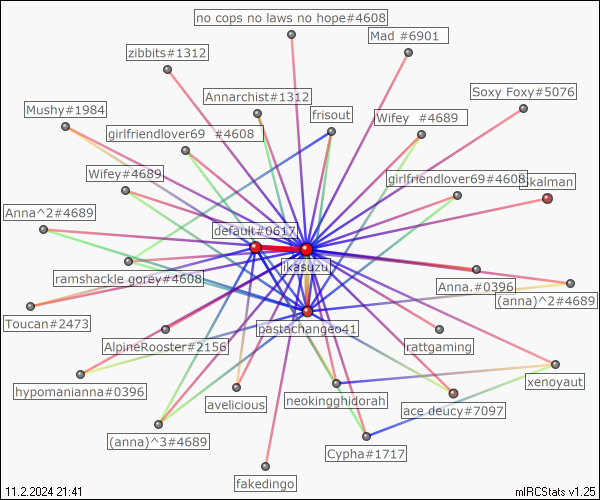 no cops no laws no hope#4608
Mad #6901
zibbits#1312
Soxy Foxy#5076
Annarchist#1312
Mushy#1984
frisout
Wifey #4689
girlfriendlover69 #4608
Wifey#4689
girlfriendlover69#4608
kalman
Anna^2#4689
default#0617
ikasuzu
ramshackle gorey#4608
Anna.#0396
(anna)^2#4689
Toucan#2473
pastachangeo41
AlpineRooster#2156
rattgaming
hypomanianna#0396
xenoyaut
avelicious
neokingghidorah
ace deucy#7097
(anna)^3#4689
Cypha#1717
fakedingo
11.2.2024 21:41
mIRCStats v1.25